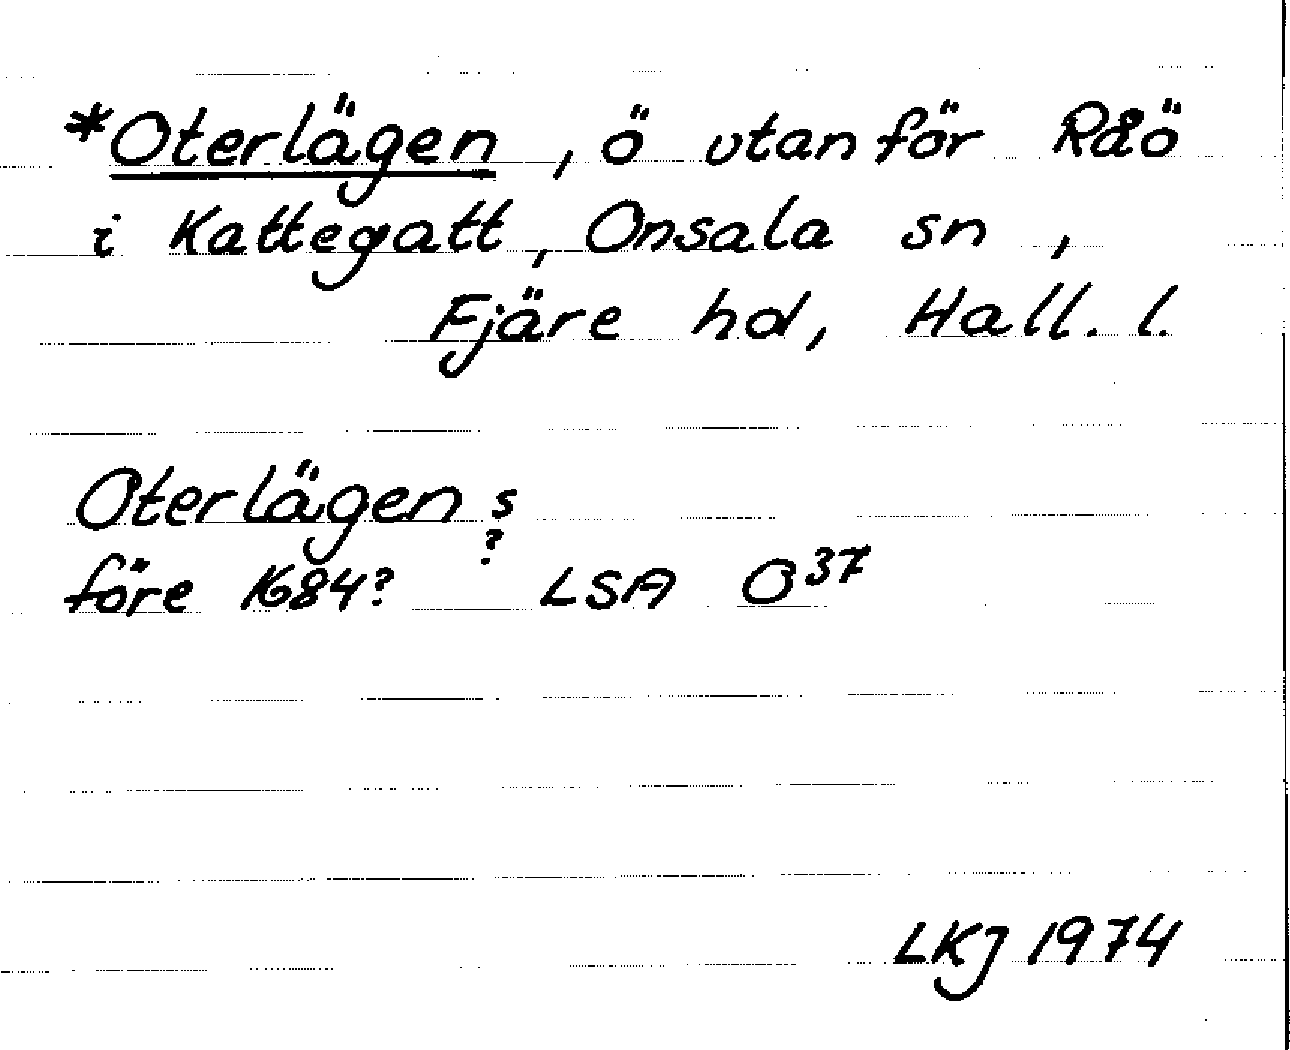 *Oterlägen, ö utanför Råö
i Kattegatt, Onsala sn,
Fjäre hd, Hall. l.
Oterlägen s
?
före 1684? LSA O37
LKJ 1974